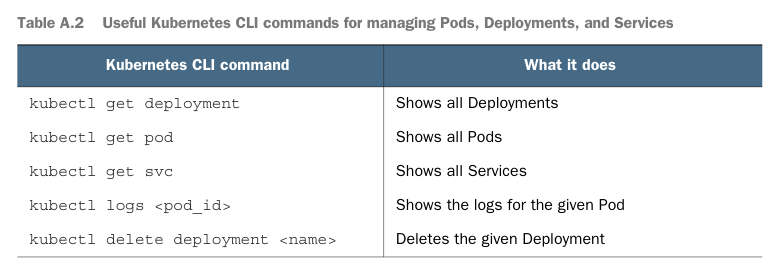 Table A.2 Useful Kubernetes CLI commands for managing Pods, Deployments, and Services
Kubernetes CLI command What it does
kubectl get deployment Shows all Deployments
kubectl get pod Shows all Pods
kubectl get svc Shows all Services
kubectl logs <pod_id> Shows the logs for the given Pod
kubectl delete deployment <name> Deletes the given Deployment